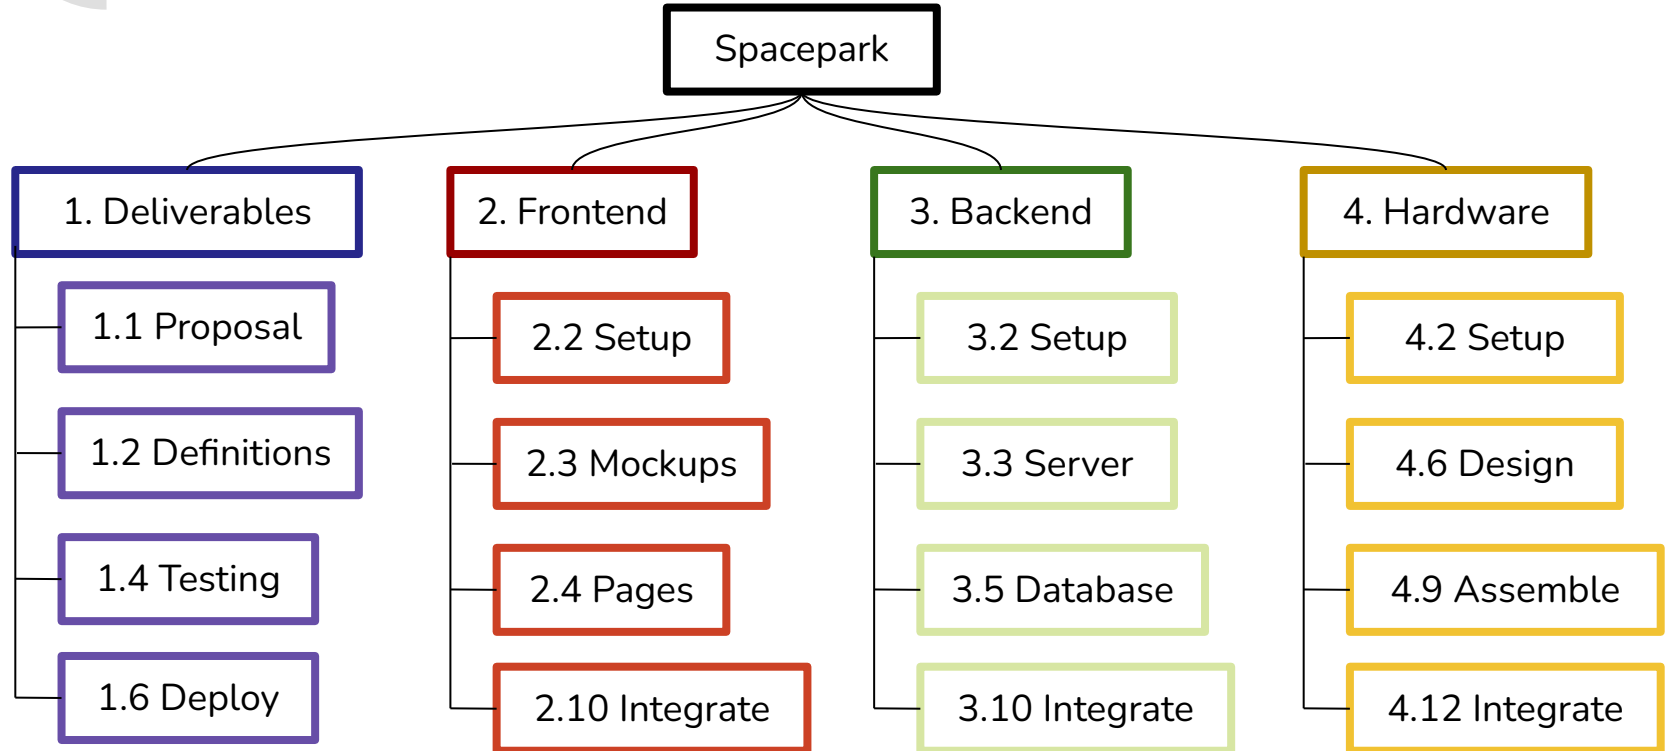 Spacepark
1. Deliverables
1.1 Proposal
1.2 Definitions
1.4 Testing
1.6 Deploy
2. Frontend
2.2 Setup
2.3 Mockups
2.4 Pages
2.10 Integrate
3. Backend
3.2 Setup
3.3 Server
3.5 Database
3.10 Integrate
4. Hardware
4.2 Setup
4.6 Design
4.9 Assemble
4.12 Integrate